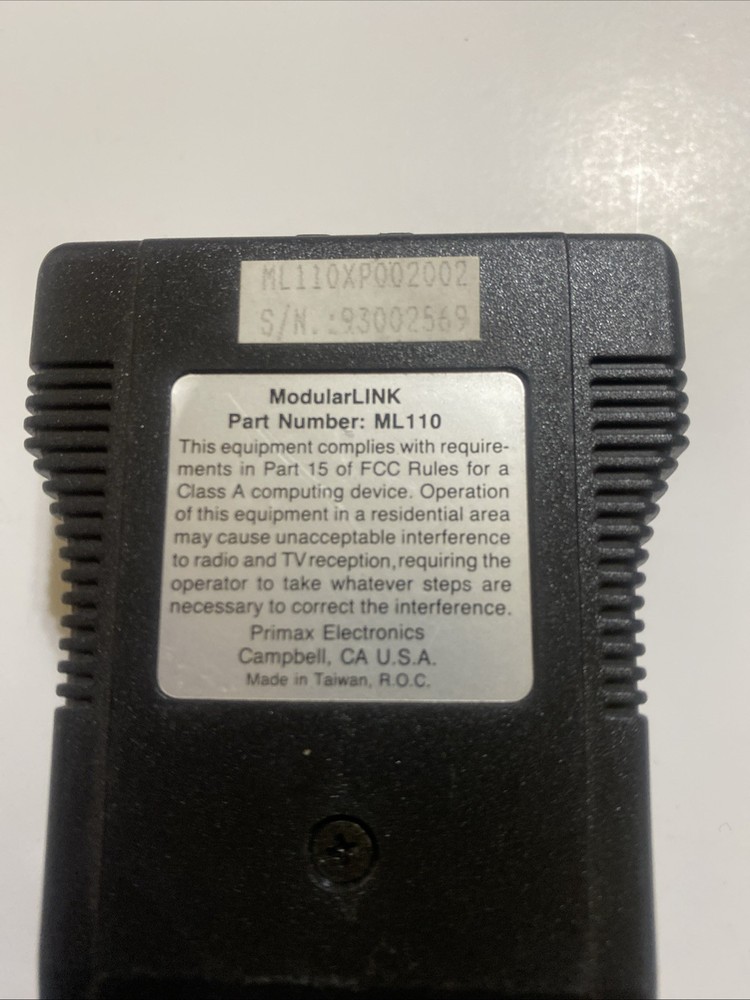 ML110XP002002
S/N.:93002569
ModularLINK
Part Number: ML110
This equipment complies with require-
ments in Part 15 of FCC Rules for a
Class A computing device. Operation
of this equipment in a residential area
may cause unacceptable interference
to radio and TV reception, requiring the
operator to take whatever steps are
necessary to correct the interference.
Primax Electronics
Campbell, CA U.S.A.
Made in Taiwan, R.O.C.